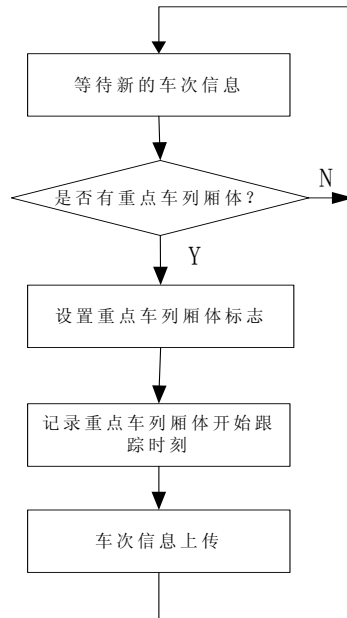 等待新的车次信息
是否有重点车列厢体？
N
Y
设置重点车列厢体标志
记录重点车列厢体开始跟
踪时刻
车次信息上传